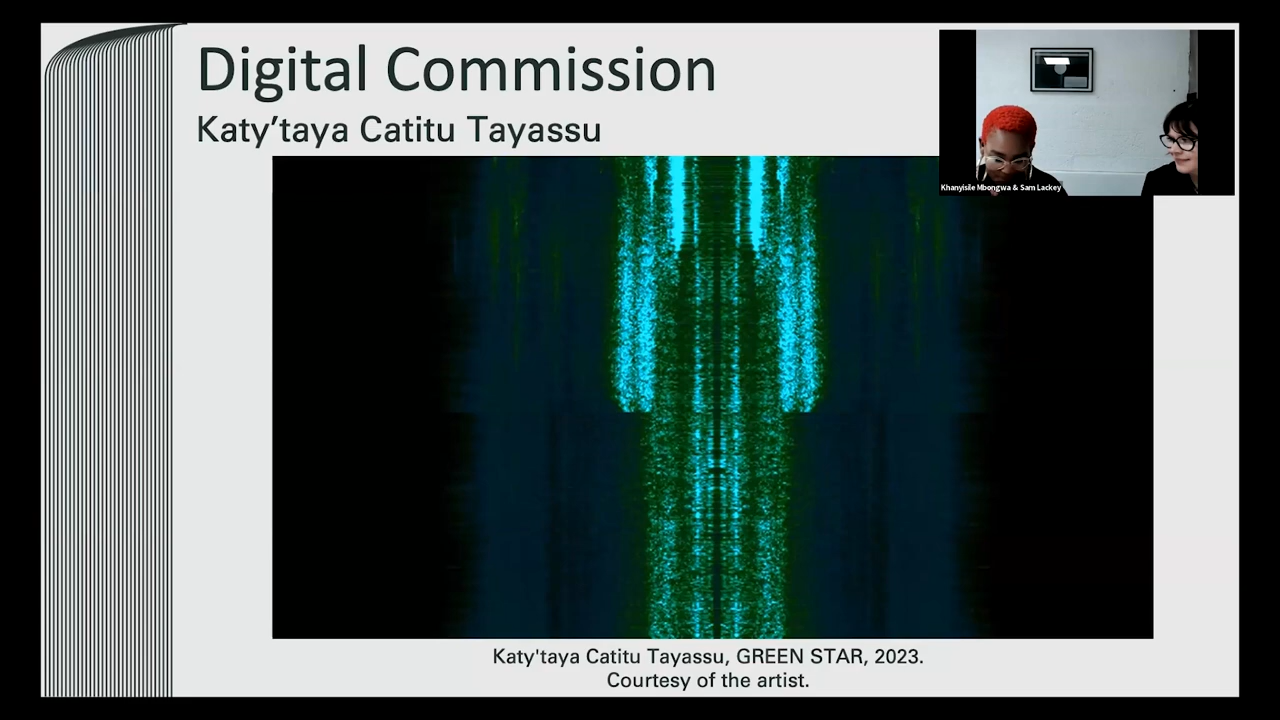 Digital Commission
Katy’taya Catitu Tayassu
Khanyisile Mbongwa & Sam Lackey
Katy'taya Catitu Tayassu, GREEN STAR, 2023.
Courtesy of the artist.